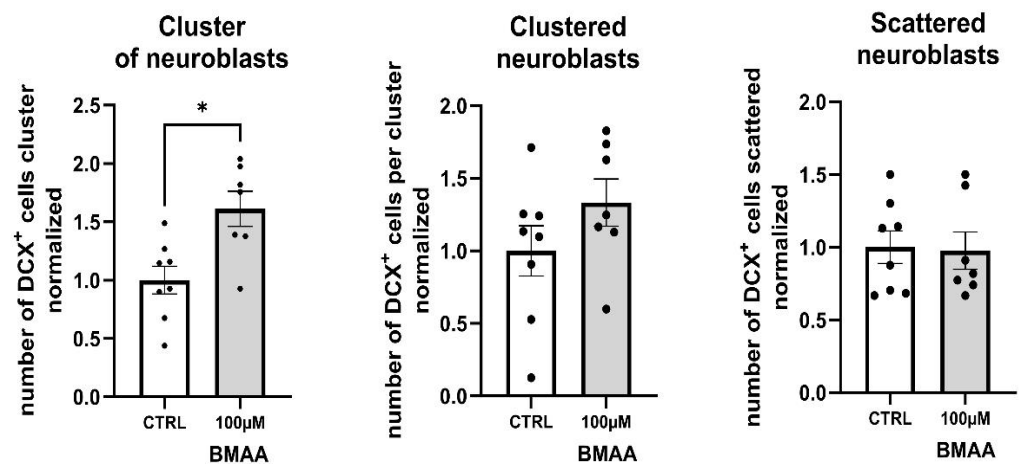 Cluster
of neuroblasts
number of DCX+ cells cluster
normalized
2.5
2.0
1.5
1.0
0.5
0.0
*
CTRL
100μM
BMAA
Clustered
neuroblasts
number of DCX+ cells per cluster
normalized
2.0
1.5
1.0
0.5
0.0
CTRL
100μM
BMAA
Scattered
neuroblasts
number of DCX+ cells scattered
normalized
2.0
1.5
1.0
0.5
0.0
CTRL
100μM
BMAA